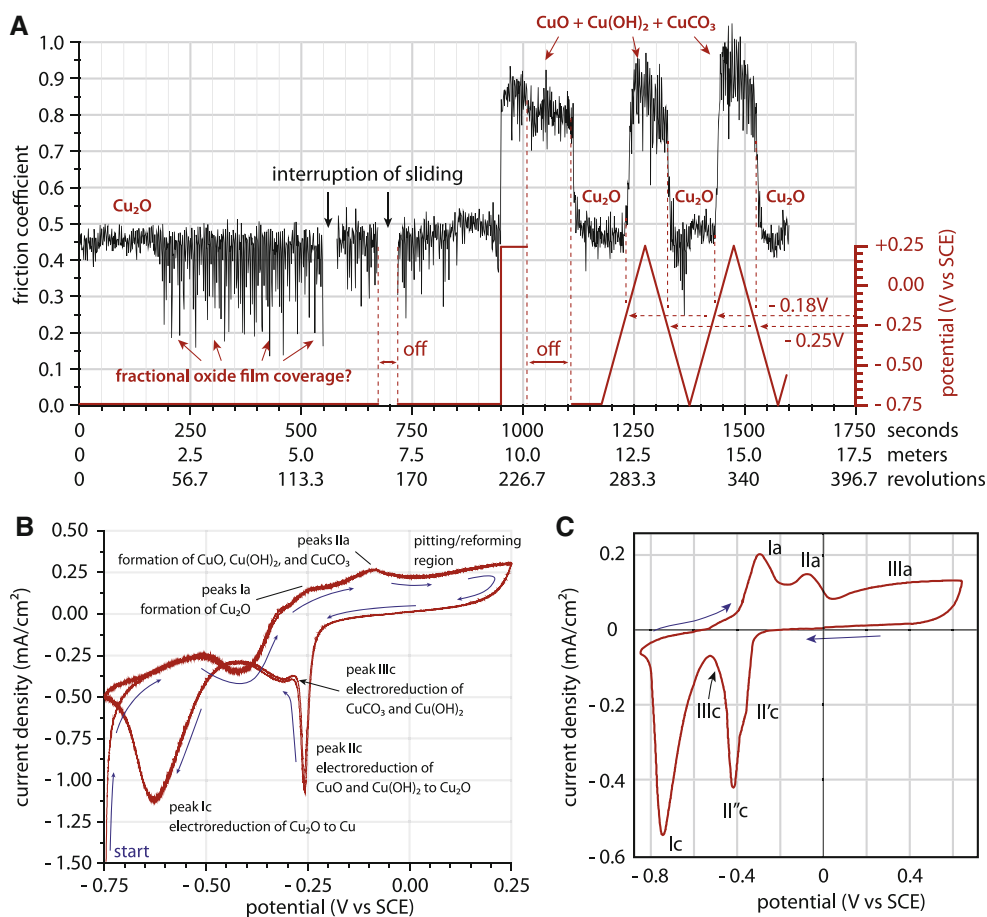 A
CuO + Cu(OH)₂ + CuCO₃
1.0
0.9
0.8
0.7
0.6
0.5
0.4
0.3
0.2
0.1
0.0
friction coefficient
interruption of sliding
Cu₂O
Cu₂O
Cu₂O
Cu₂O
+0.25
0.00
- 0.25
- 0.50
- 0.75
potential (V vs SCE)
- 0.18V
- 0.25V
off
off
fractional oxide film coverage?
0 250 500 750 1000 1250 1500 1750 seconds
0 2.5 5.0 7.5 10.0 12.5 15.0 17.5 meters
0 56.7 113.3 170 226.7 283.3 340 396.7 revolutions
B
0.50
0.25
0.00
- 0.25
- 0.50
- 0.75
- 1.00
- 1.25
- 1.50
current density (mA/cm²)
peaks IIa
formation of CuO, Cu(OH)₂, and CuCO₃
pitting/reforming
region
peaks Ia
formation of Cu₂O
peak IIIc
electroreduction of
CuCO₃ and Cu(OH)₂
peak IIc
electroreduction of
CuO and Cu(OH)₂ to Cu₂O
peak Ic
electroreduction of Cu₂O to Cu
start
- 0.75 - 0.50 - 0.25 0.00 0.25
potential (V vs SCE)
C
0.2
0
- 0.2
- 0.4
- 0.6
current density (mA/cm²)
Ia
IIa
IIIa
IIIc
II'c
II"c
Ic
- 0.8 - 0.4 0 0.4
potential (V vs SCE)